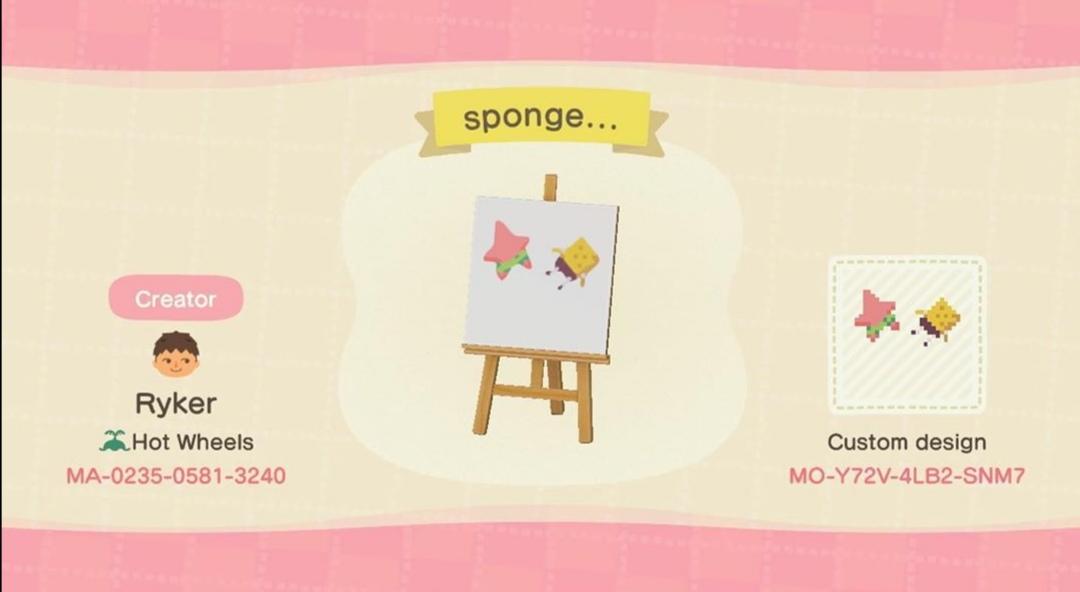 sponge...
Creator
Ryker
Hot Wheels
MA-0235-0581-3240
Custom design
MO-Y72V-4LB2-SNM7